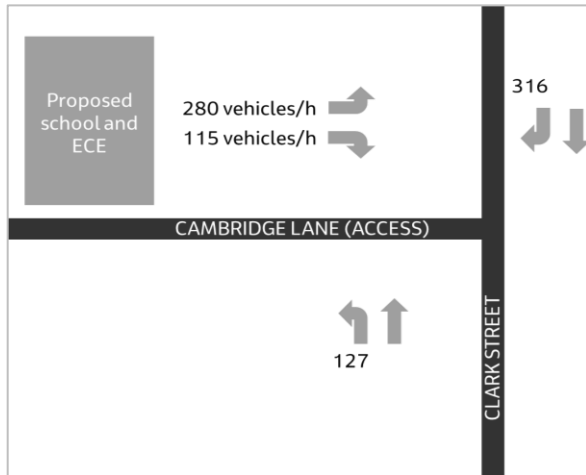 Proposed
school and
ECE
280 vehicles/h
115 vehicles/h
316
CAMBRIDGE LANE (ACCESS)
127
CLARK STREET